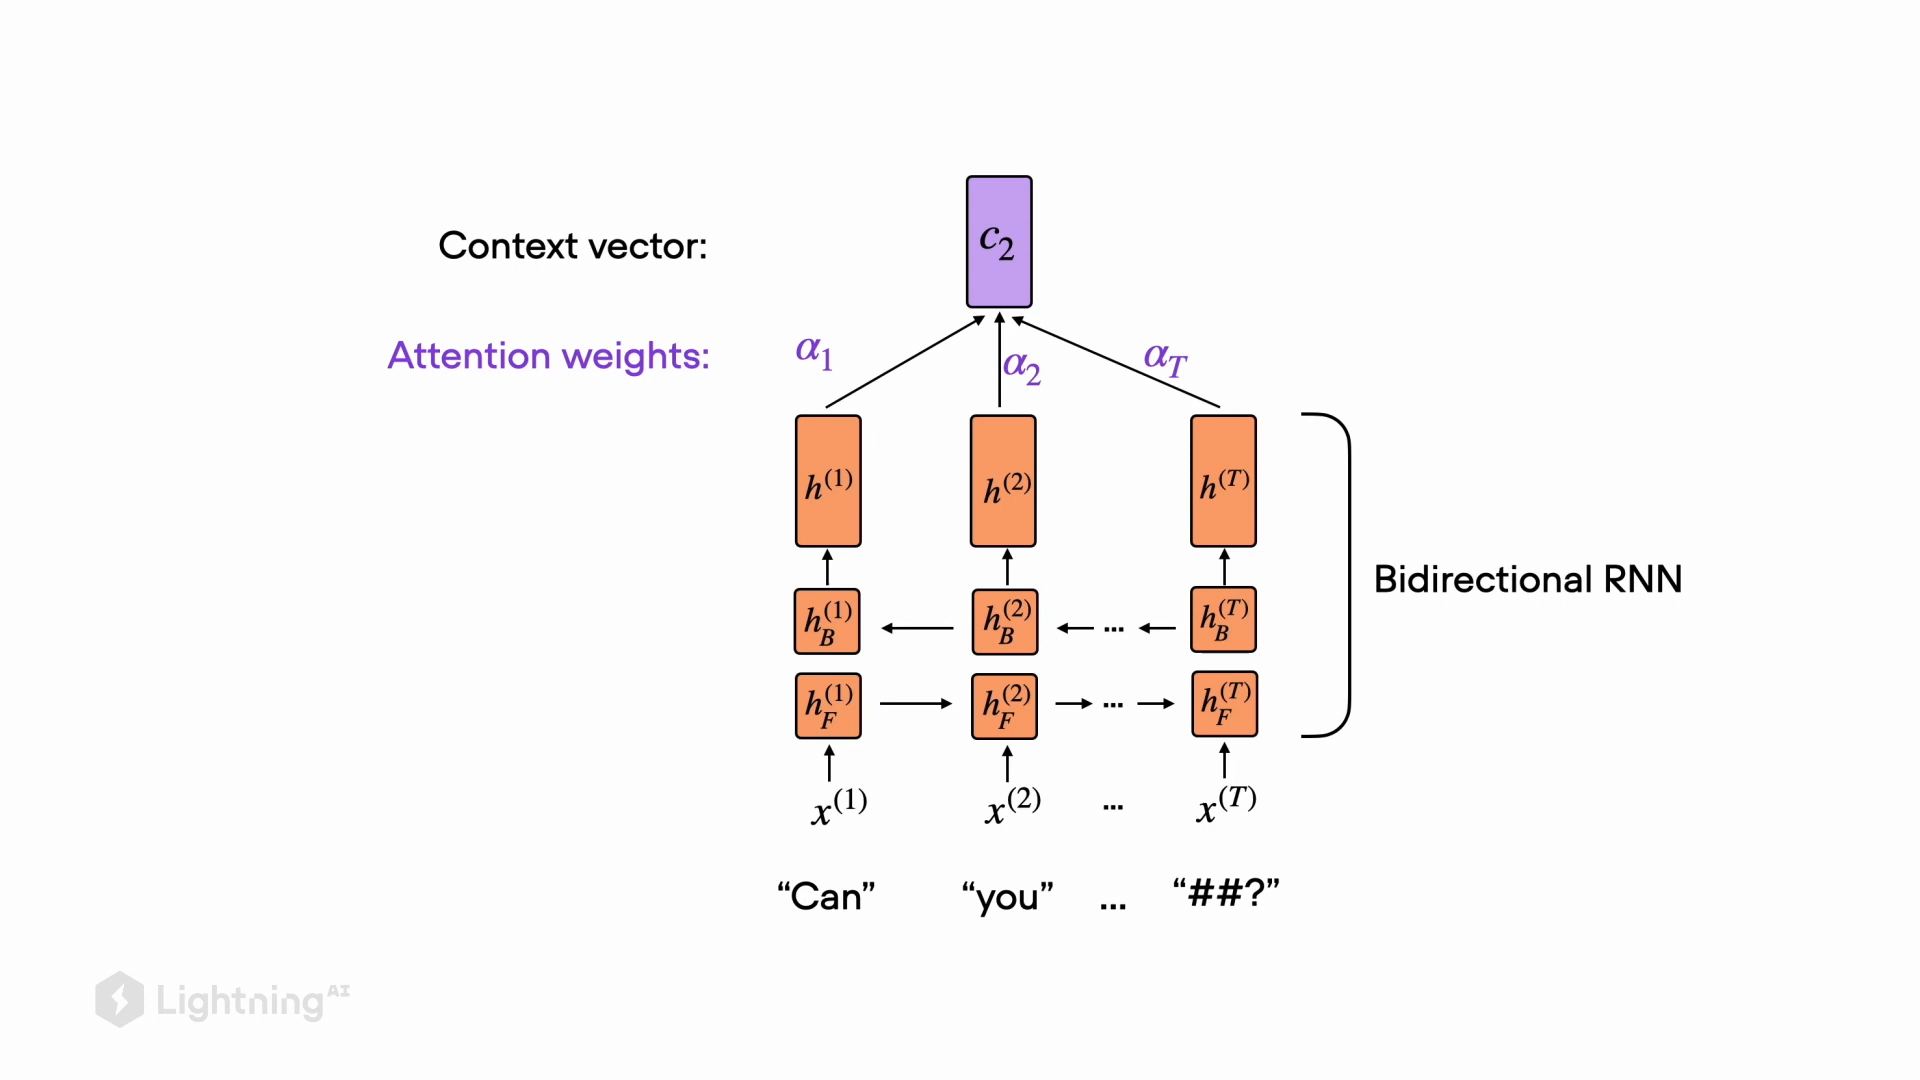 c₂
Context vector:
Attention weights: α₁ α₂ α_T
h⁽¹⁾ h⁽²⁾ h⁽ᵀ⁾
Bidirectional RNN
h_B⁽¹⁾ h_B⁽²⁾ ... h_B⁽ᵀ⁾
h_F⁽¹⁾ h_F⁽²⁾ ... h_F⁽ᵀ⁾
x⁽¹⁾ x⁽²⁾ ... x⁽ᵀ⁾
“Can” “you” ... “##?”
Lightning AI